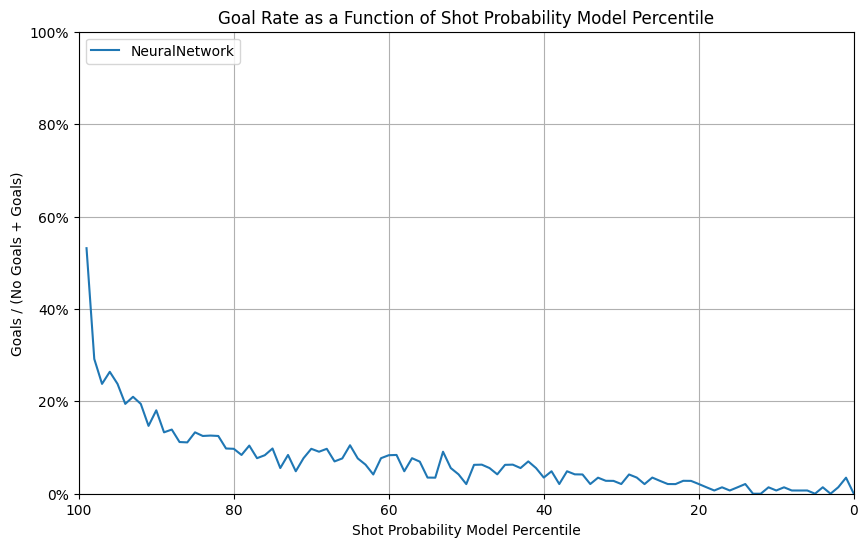 Goal Rate as a Function of Shot Probability Model Percentile
NeuralNetwork
100%
80%
60%
40%
20%
0%
Goals / (No Goals + Goals)
100 80 60 40 20 0
Shot Probability Model Percentile